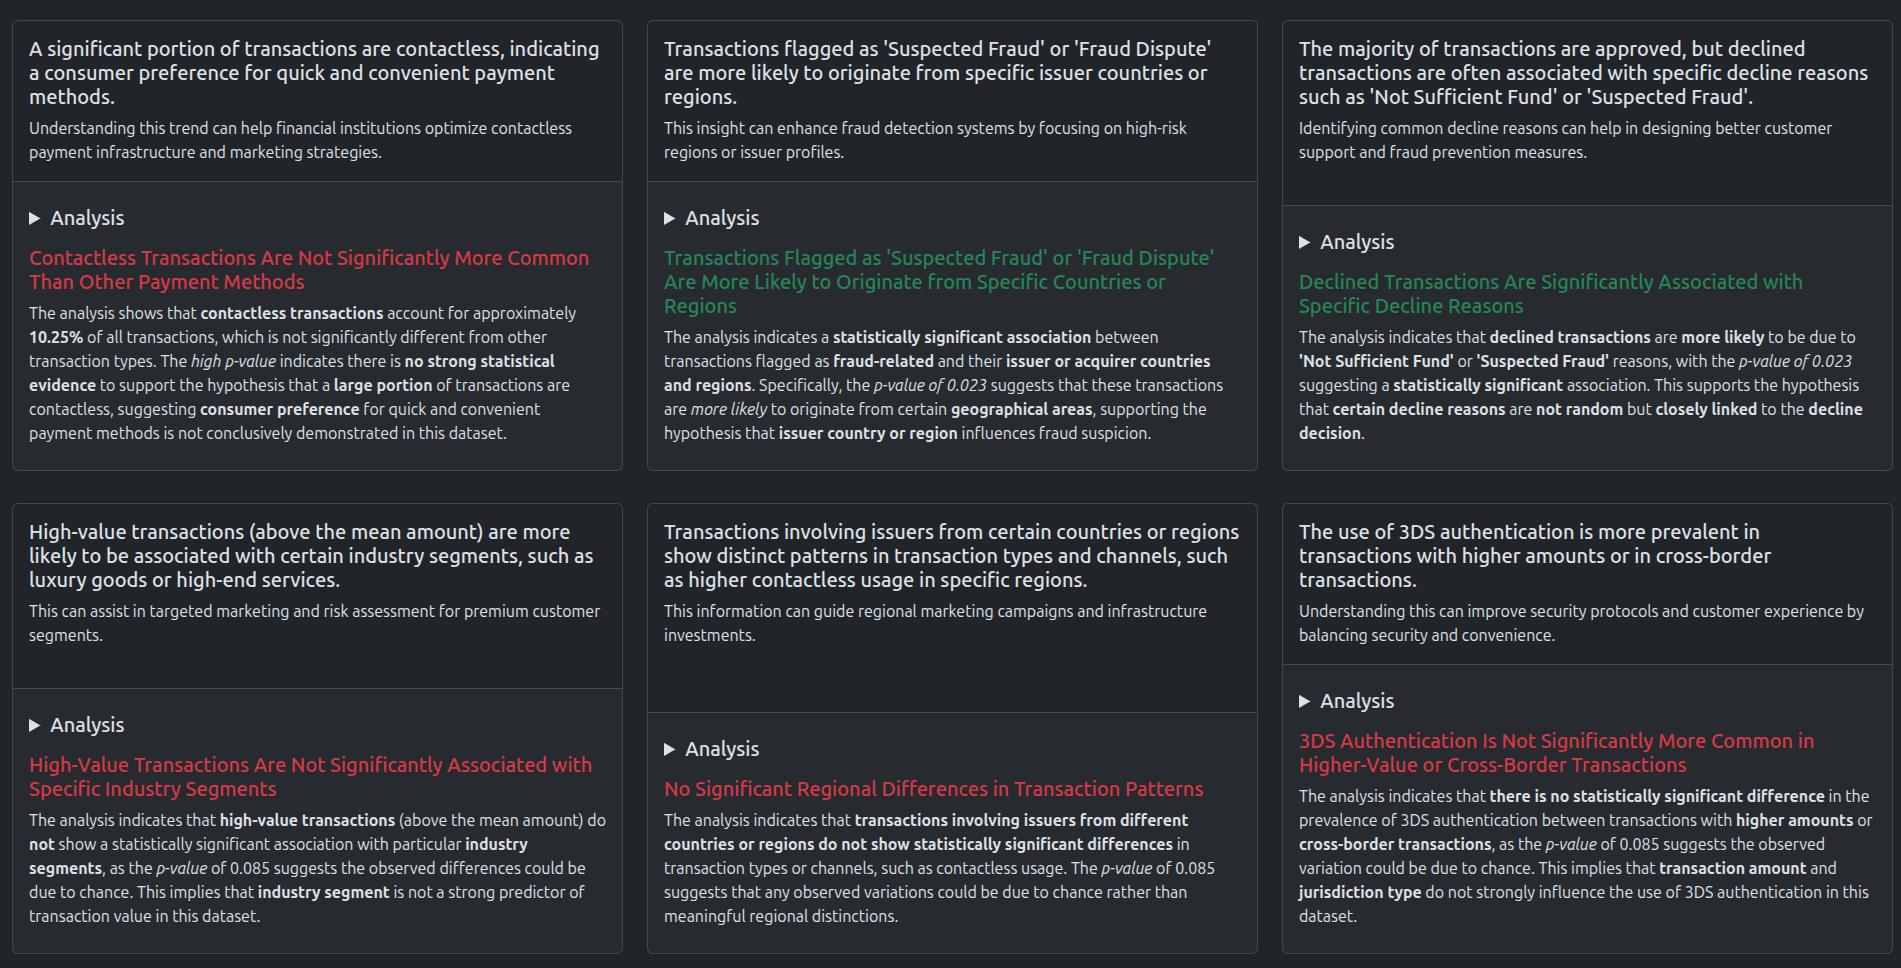 A significant portion of transactions are contactless, indicating
a consumer preference for quick and convenient payment
methods.
Understanding this trend can help financial institutions optimize contactless
payment infrastructure and marketing strategies.
Analysis
Contactless Transactions Are Not Significantly More Common
Than Other Payment Methods
The analysis shows that contactless transactions account for approximately
10.25% of all transactions, which is not significantly different from other
transaction types. The high p-value indicates there is no strong statistical
evidence to support the hypothesis that a large portion of transactions are
contactless, suggesting consumer preference for quick and convenient
payment methods is not conclusively demonstrated in this dataset.
Transactions flagged as 'Suspected Fraud' or 'Fraud Dispute'
are more likely to originate from specific issuer countries or
regions.
This insight can enhance fraud detection systems by focusing on high-risk
regions or issuer profiles.
Analysis
Transactions Flagged as 'Suspected Fraud' or 'Fraud Dispute'
Are More Likely to Originate from Specific Countries or
Regions
The analysis indicates a statistically significant association between
transactions flagged as fraud-related and their issuer or acquirer countries
and regions. Specifically, the p-value of 0.023 suggests that these transactions
are more likely to originate from certain geographical areas, supporting the
hypothesis that issuer country or region influences fraud suspicion.
The majority of transactions are approved, but declined
transactions are often associated with specific decline reasons
such as 'Not Sufficient Fund' or 'Suspected Fraud'.
Identifying common decline reasons can help in designing better customer
support and fraud prevention measures.
Analysis
Declined Transactions Are Significantly Associated with
Specific Decline Reasons
The analysis indicates that declined transactions are more likely to be due to
'Not Sufficient Fund' or 'Suspected Fraud' reasons, with the p-value of 0.023
suggesting a statistically significant association. This supports the hypothesis
that certain decline reasons are not random but closely linked to the decline
decision.
High-value transactions (above the mean amount) are more
likely to be associated with certain industry segments, such as
luxury goods or high-end services.
This can assist in targeted marketing and risk assessment for premium customer
segments.
Analysis
High-Value Transactions Are Not Significantly Associated with
Specific Industry Segments
The analysis indicates that high-value transactions (above the mean amount) do
not show a statistically significant association with particular industry
segments, as the p-value of 0.085 suggests the observed differences could be
due to chance. This implies that industry segment is not a strong predictor of
transaction value in this dataset.
Transactions involving issuers from certain countries or regions
show distinct patterns in transaction types and channels, such
as higher contactless usage in specific regions.
This information can guide regional marketing campaigns and infrastructure
investments.
Analysis
No Significant Regional Differences in Transaction Patterns
The analysis indicates that transactions involving issuers from different
countries or regions do not show statistically significant differences in
transaction types or channels, such as contactless usage. The p-value of 0.085
suggests that any observed variations could be due to chance rather than
meaningful regional distinctions.
The use of 3DS authentication is more prevalent in
transactions with higher amounts or in cross-border
transactions.
Understanding this can improve security protocols and customer experience by
balancing security and convenience.
Analysis
3DS Authentication Is Not Significantly More Common in
Higher-Value or Cross-Border Transactions
The analysis indicates that there is no statistically significant difference in the
prevalence of 3DS authentication between transactions with higher amounts or
cross-border transactions, as the p-value of 0.085 suggests the observed
variation could be due to chance. This implies that transaction amount and
jurisdiction type do not strongly influence the use of 3DS authentication in this
dataset.